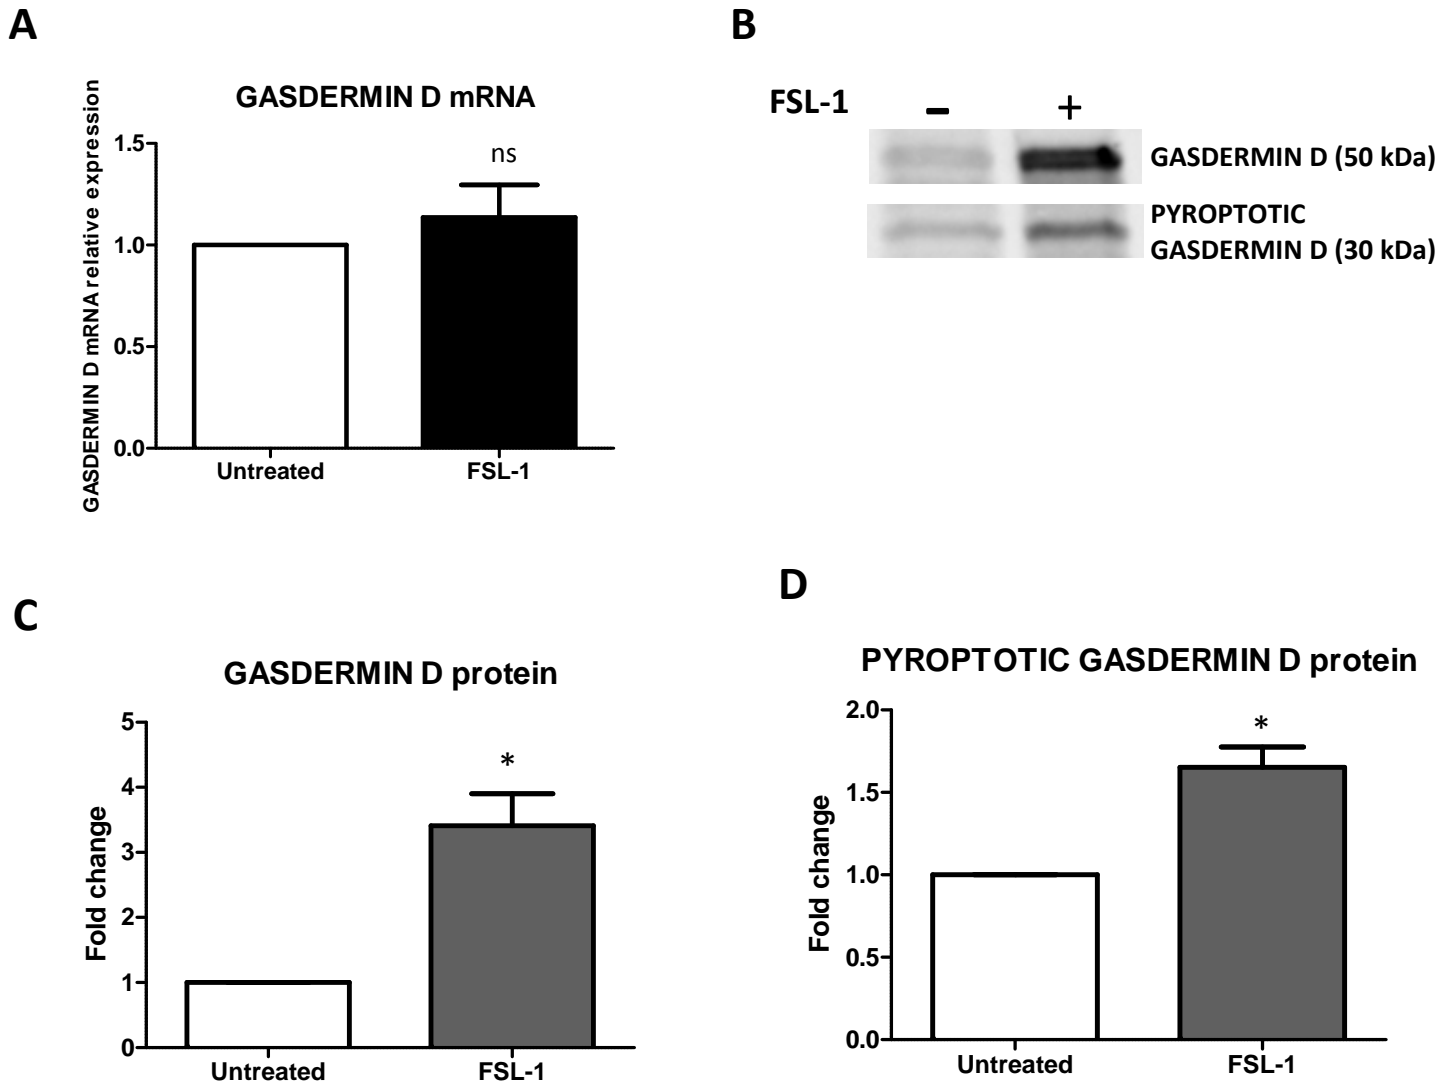 A
GASDERMIN D mRNA
GASDERMIN D mRNA relative expression
1.5
1.0
0.5
0.0
ns
Untreated
FSL-1
B
FSL-1 - +
GASDERMIN D (50 kDa)
PYROPTOTIC
GASDERMIN D (30 kDa)
C
GASDERMIN D protein
Fold change
5
4
3
2
1
0
*
Untreated
FSL-1
D
PYROPTOTIC GASDERMIN D protein
Fold change
2.0
1.5
1.0
0.5
0.0
*
Untreated
FSL-1